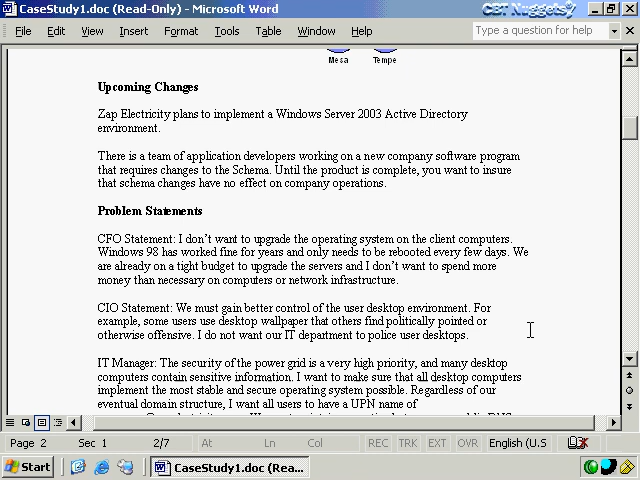 CaseStudy1.doc (Read-Only) - Microsoft Word
CBT Nuggets
File Edit View Insert Format Tools Table Window Help Type a question for help
Mesa Tempe
Upcoming Changes
Zap Electricity plans to implement a Windows Server 2003 Active Directory
environment.
There is a team of application developers working on a new company software program
that requires changes to the Schema. Until the product is complete, you want to insure
that schema changes have no effect on company operations.
Problem Statements
CFO Statement: I don't want to upgrade the operating system on the client computers.
Windows 98 has worked fine for years and only needs to be rebooted every few days. We
are already on a tight budget to upgrade the servers and I don't want to spend more
money than necessary on computers or network infrastructure.
CIO Statement: We must gain better control of the user desktop environment. For
example, some users use desktop wallpaper that others find politically pointed or
otherwise offensive. I do not want our IT department to police user desktops.
IT Manager: The security of the power grid is a very high priority, and many desktop
computers contain sensitive information. I want to make sure that all desktop computers
implement the most stable and secure operating system possible. Regardless of our
eventual domain structure, I want all users to have a UPN name of
Page 2 Sec 1 2/7 At Ln Col REC TRK EXT OVR English (U.S
Start CaseStudy1.doc (Rea...